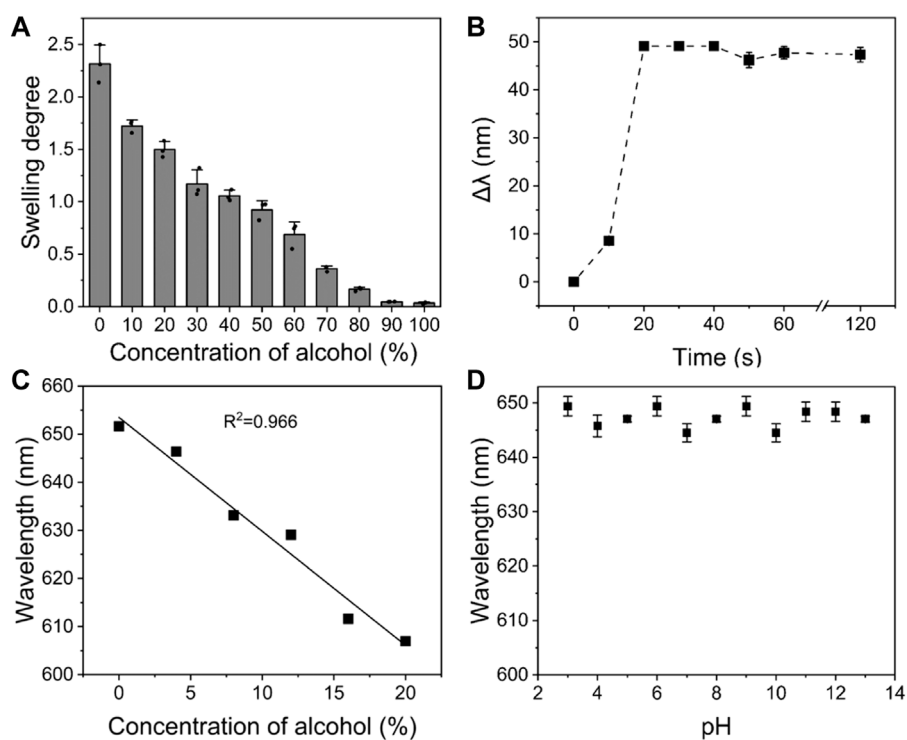 A
Swelling degree
2.5
2.0
1.5
1.0
0.5
0.0
0 10 20 30 40 50 60 70 80 90 100
Concentration of alcohol (%)
B
Δλ (nm)
50
40
30
20
10
0
0 20 40 60 120
Time (s)
C
Wavelength (nm)
660
650
640
630
620
610
600
R²=0.966
0 5 10 15 20
Concentration of alcohol (%)
D
Wavelength (nm)
650
640
630
620
610
600
2 4 6 8 10 12 14
pH